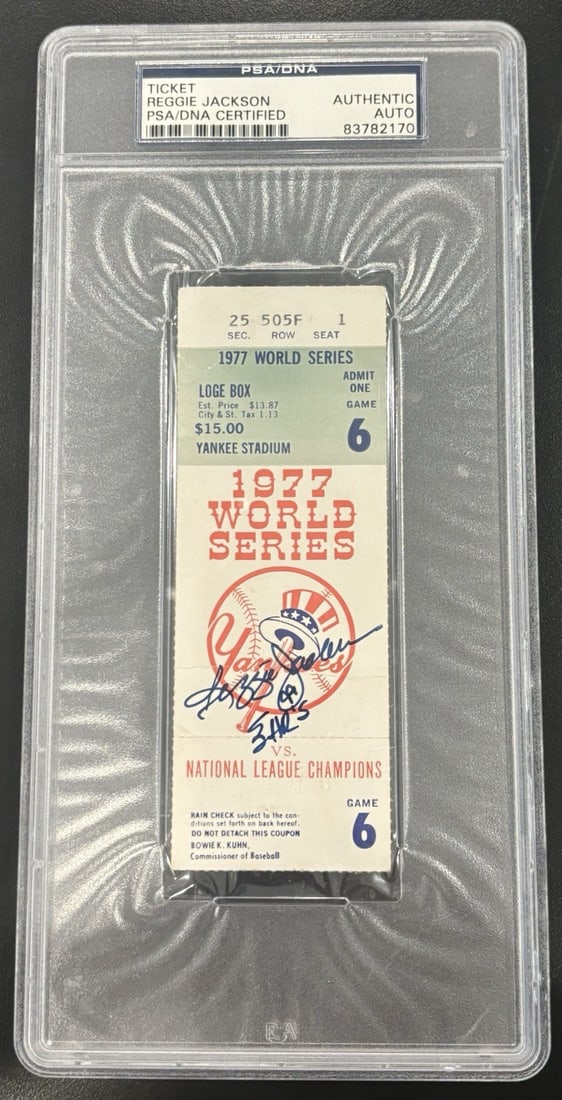 PSA/DNA
TICKET
REGGIE JACKSON AUTHENTIC
PSA/DNA CERTIFIED AUTO
83782170
25 505F 1
SEC. ROW SEAT
1977 WORLD SERIES
ADMIT
LOGE BOX ONE
Est. Price $13.87 GAME
City & St. Tax 1.13
$15.00 6
YANKEE STADIUM
1977
WORLD
SERIES
Yankees
Reggie Jackson
3 HR'S
VS.
NATIONAL LEAGUE CHAMPIONS
GAME
6
RAIN CHECK subject to the con-
ditions set forth on back hereof.
DO NOT DETACH THIS COUPON
BOWIE K. KUHN,
Commissioner of Baseball